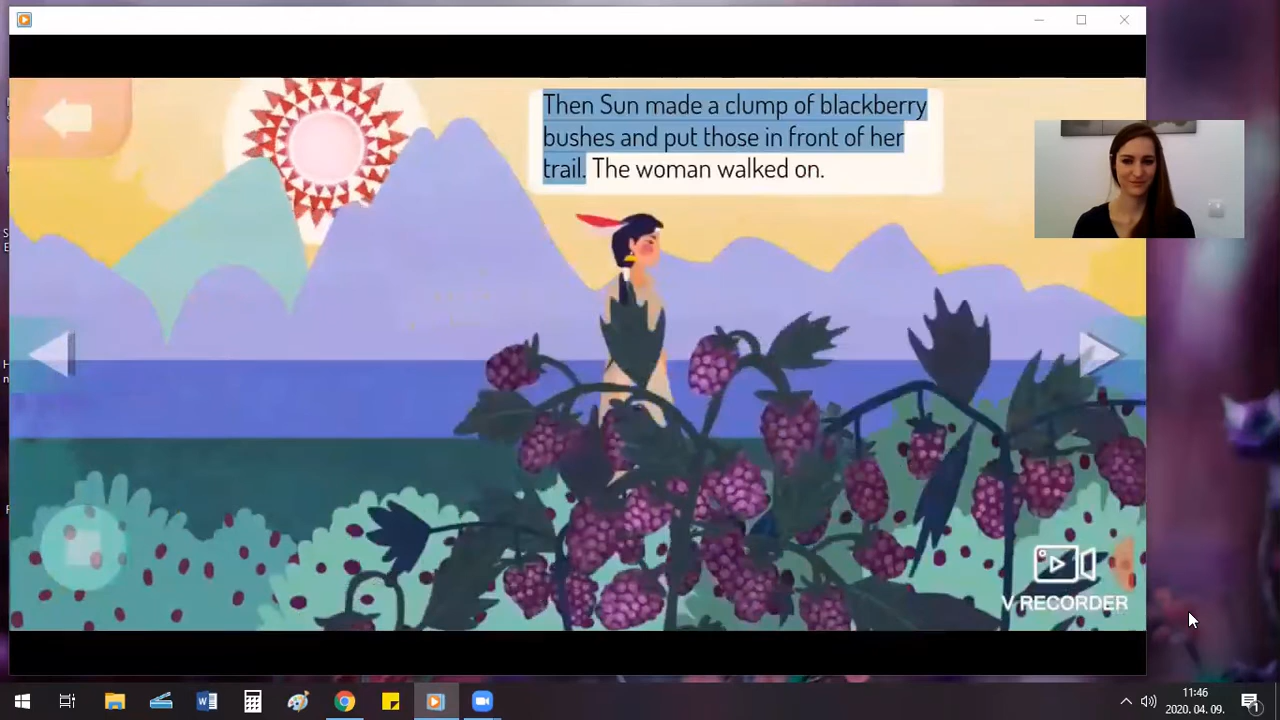 Then Sun made a clump of blackberry
bushes and put those in front of her
trail. The woman walked on.
V RECORDER
11:46
2020. 04. 09.